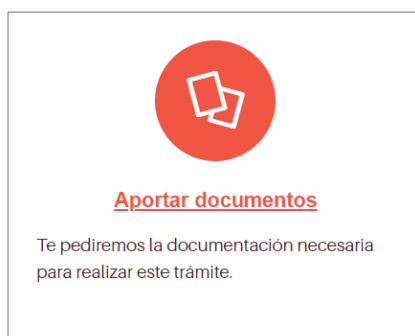 Aportar documentos
Te pediremos la documentación necesaria
para realizar este trámite.